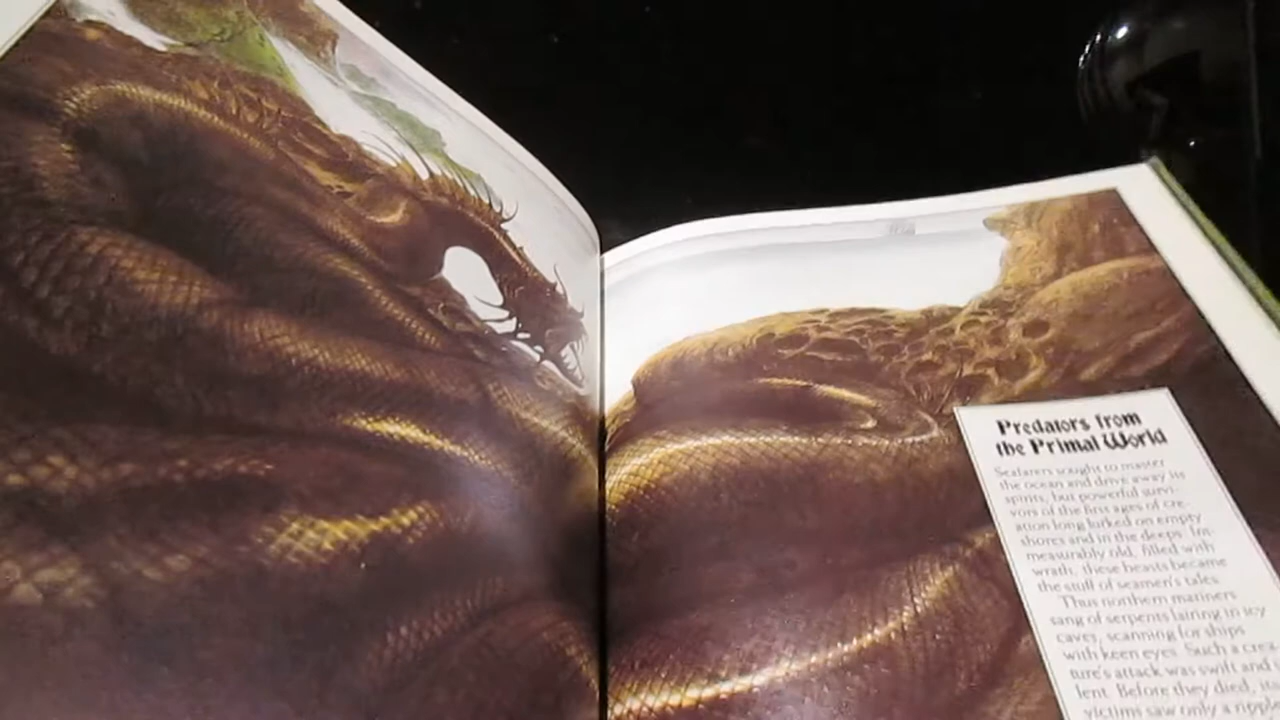 Predators from
the Primal World
Seafarers sought to master
the ocean and drive away its
spirits, but powerful survi-
vors of the first ages of cre-
ation long lurked on empty
shores and in the deeps. Im-
measurably old, filled with
wrath, these beasts became
the stuff of seamen's tales.
Thus northern mariners
sang of serpents lairing in icy
caves, scanning for ships
with keen eyes. Such a crea-
ture's attack was swift and
lent. Before they died, its
victims saw only a ripple